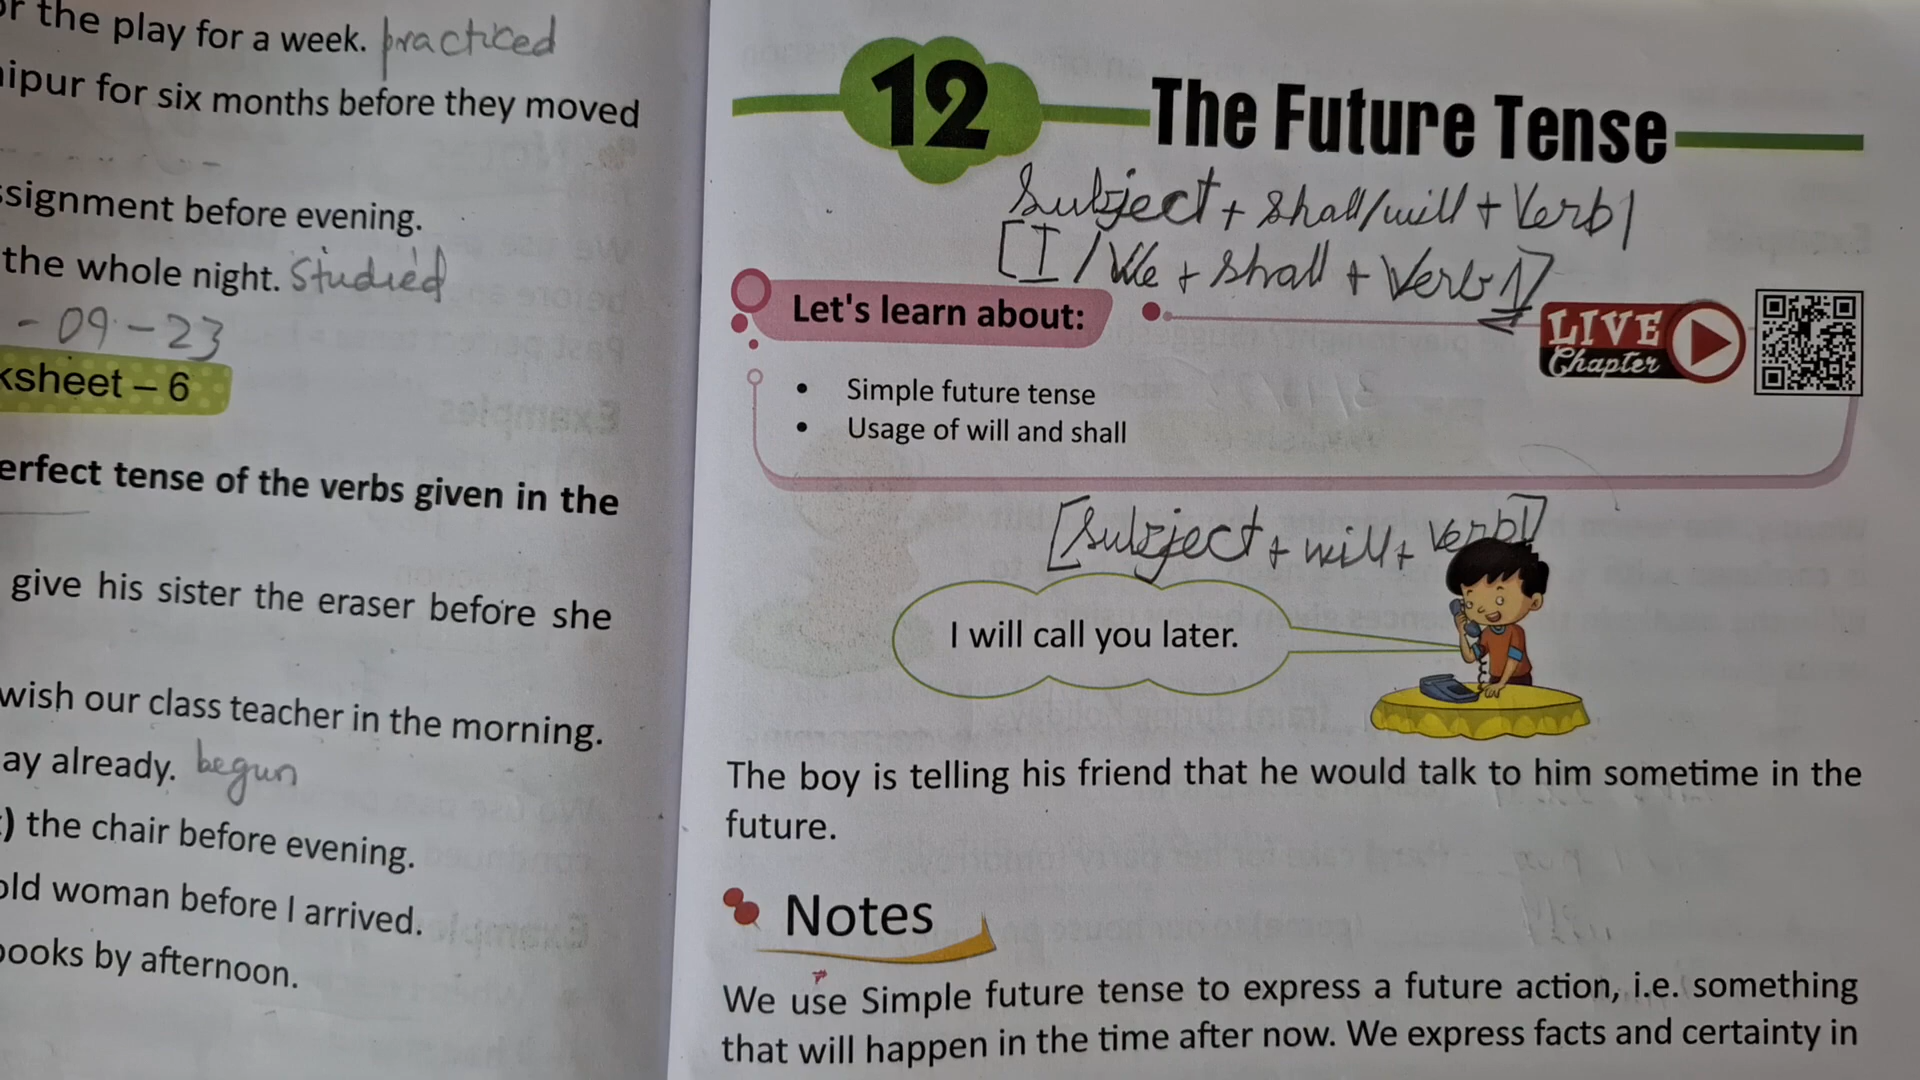 the play for a week. practiced
ipur for six months before they moved
signment before evening.
the whole night. Studied
- 09 - 23
ksheet – 6
erfect tense of the verbs given in the
give his sister the eraser before she
wish our class teacher in the morning.
ay already. begun
) the chair before evening.
old woman before I arrived.
books by afternoon.
12 The Future Tense
Subject + Shall/will + Verb1
[I / We + Shall + Verb 1]
Let's learn about:
LIVE
Chapter
• Simple future tense
• Usage of will and shall
[Subject + will + verb1]
I will call you later.
The boy is telling his friend that he would talk to him sometime in the
future.
Notes
We use Simple future tense to express a future action, i.e. something
that will happen in the time after now. We express facts and certainty in